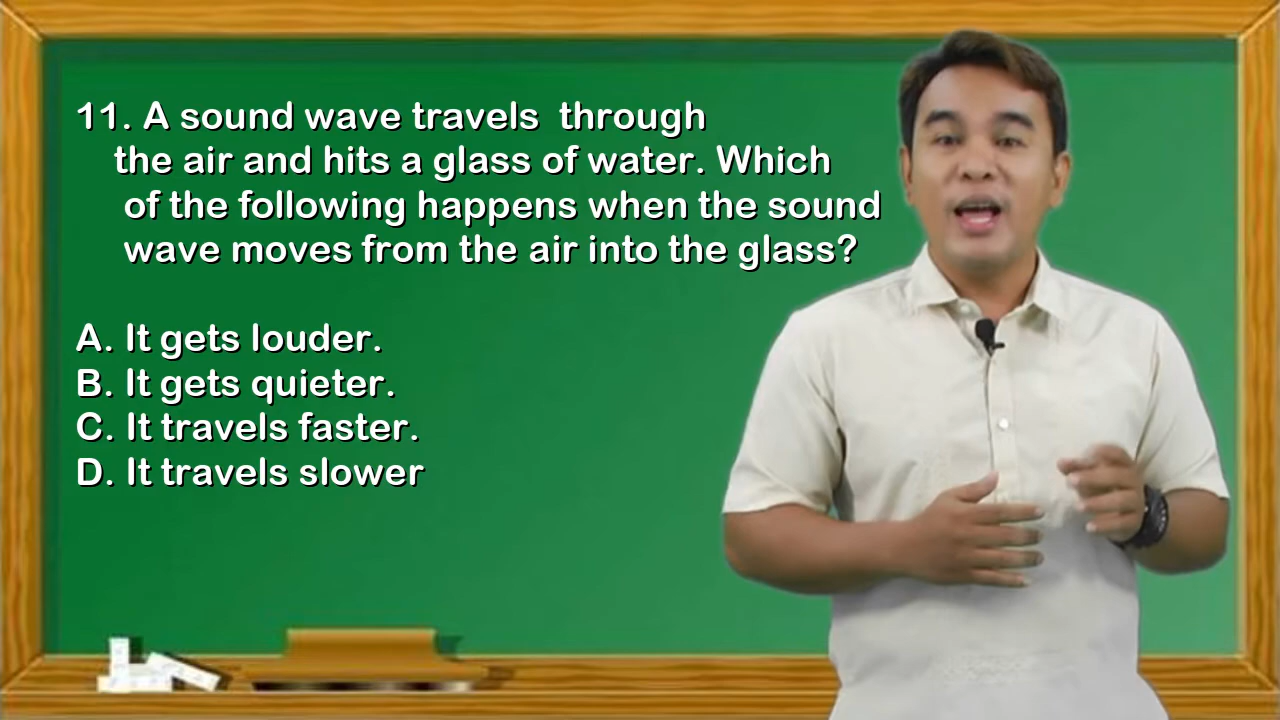 11. A sound wave travels  through
the air and hits a glass of water. Which
of the following happens when the sound
wave moves from the air into the glass?
A. It gets louder.
B. It gets quieter.
C. It travels faster.
D. It travels slower